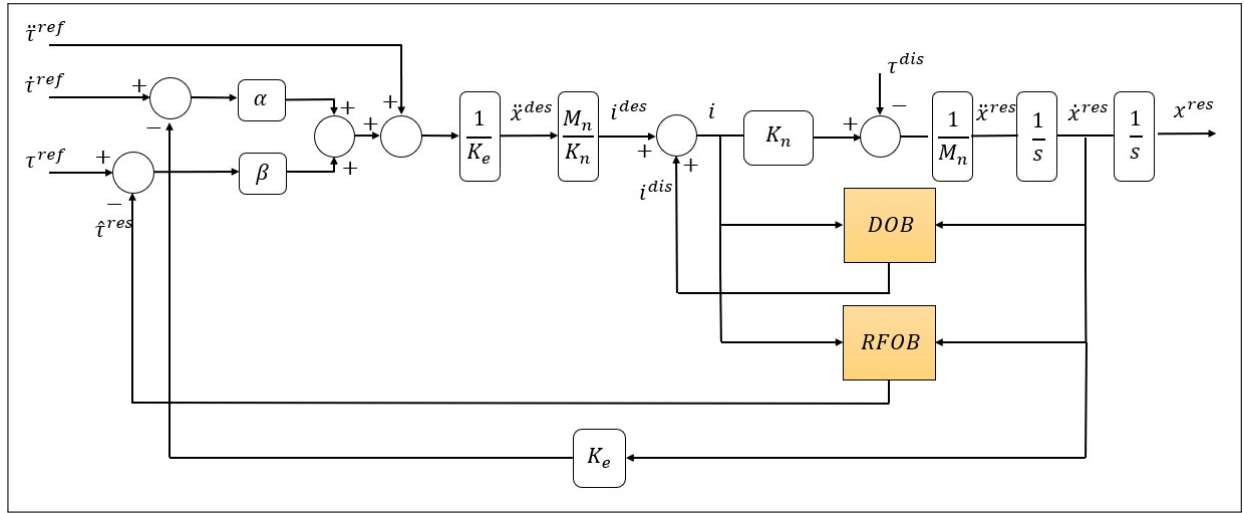 τ̈^{ref}
τ̇^{ref}
+
−
α
+
+
+
τ^{ref}
+
−
τ̂^{res}
β
+
1/K_e
ẍ^{des}
M_n/K_n
i^{des}
+
+
i^{dis}
i
K_n
+
τ^{dis}
−
1/M_n
ẍ^{res}
1/s
ẋ^{res}
1/s
x^{res}
DOB
RFOB
K_e